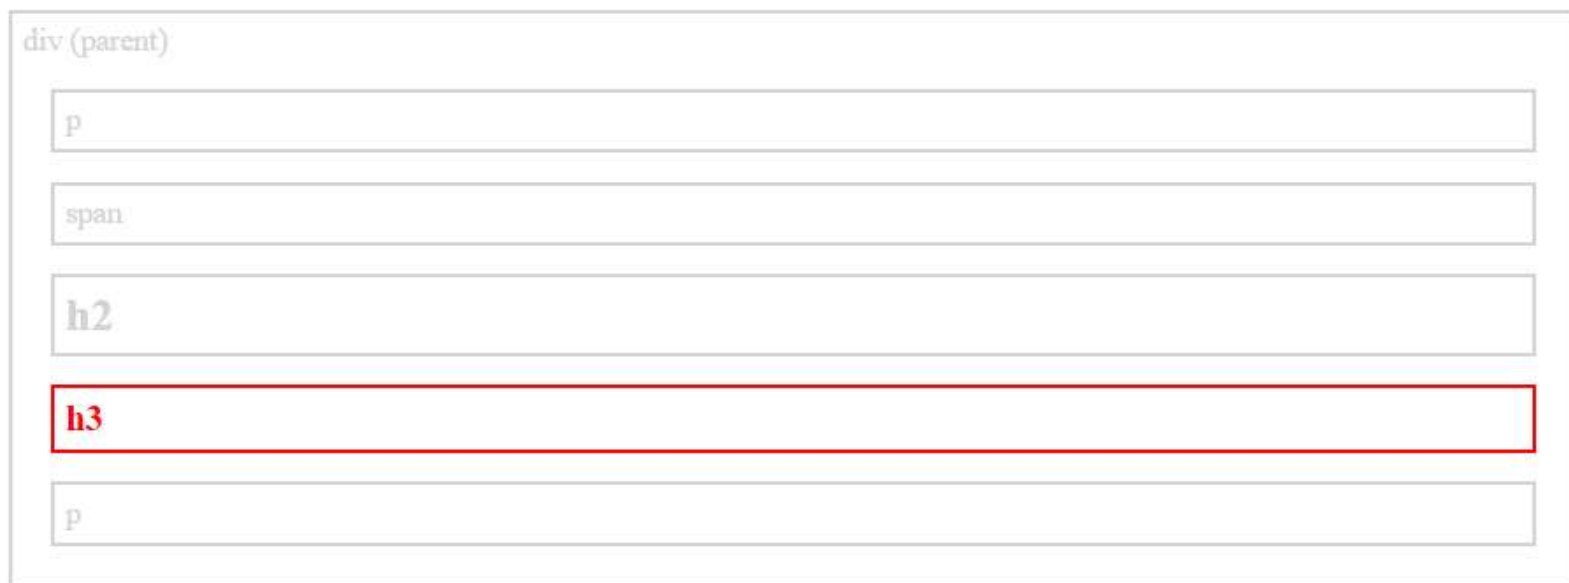 div (parent)
p
span
h2
h3
p